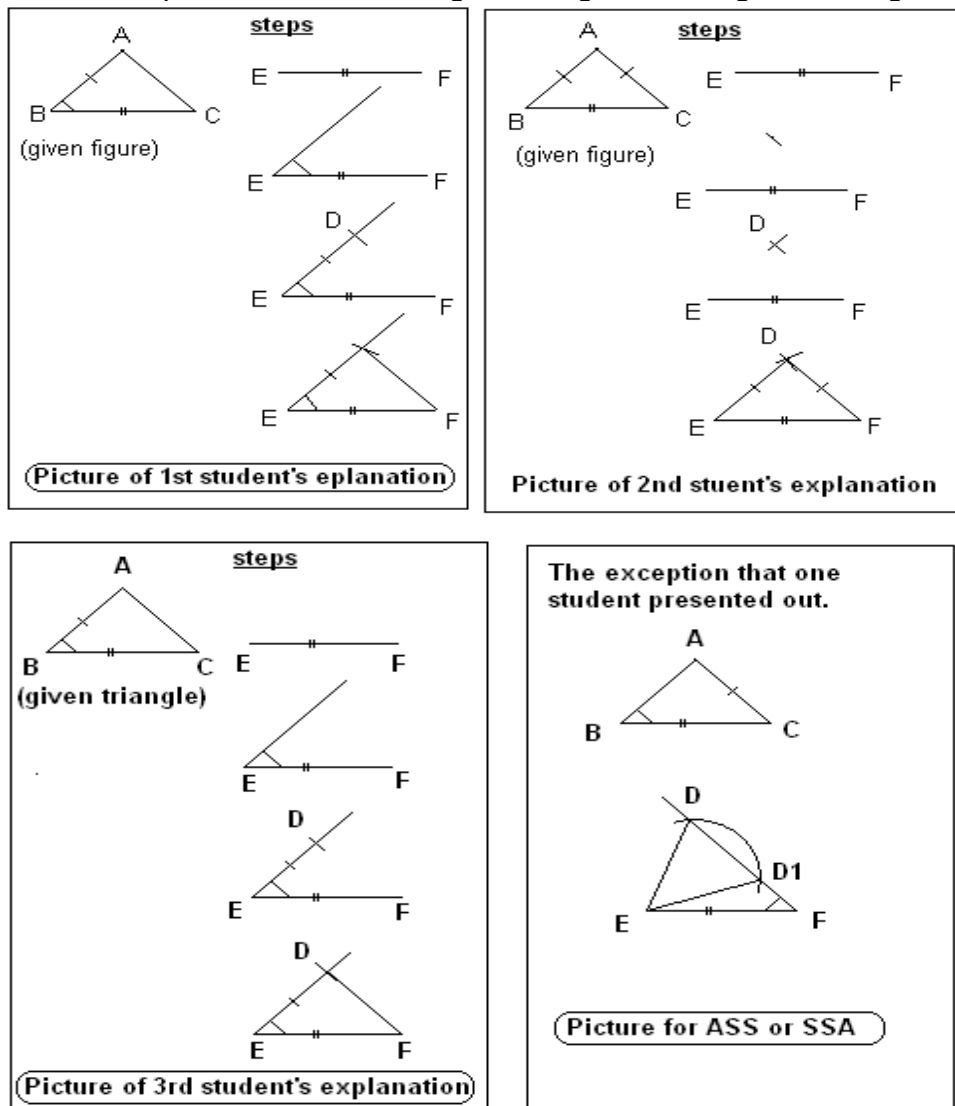 steps
A
B
C
(given figure)
E
F
E
F
D
E
F
E
F
Picture of 1st student's eplanation
steps
A
B
C
(given figure)
E
F
E
F
D
E
F
D
E
F
Picture of 2nd stuent's explanation
steps
A
B
C
(given triangle)
E
F
E
F
D
E
F
D
E
F
Picture of 3rd student's explanation
The exception that one
student presented out.
A
B
C
D
D1
E
F
Picture for ASS or SSA